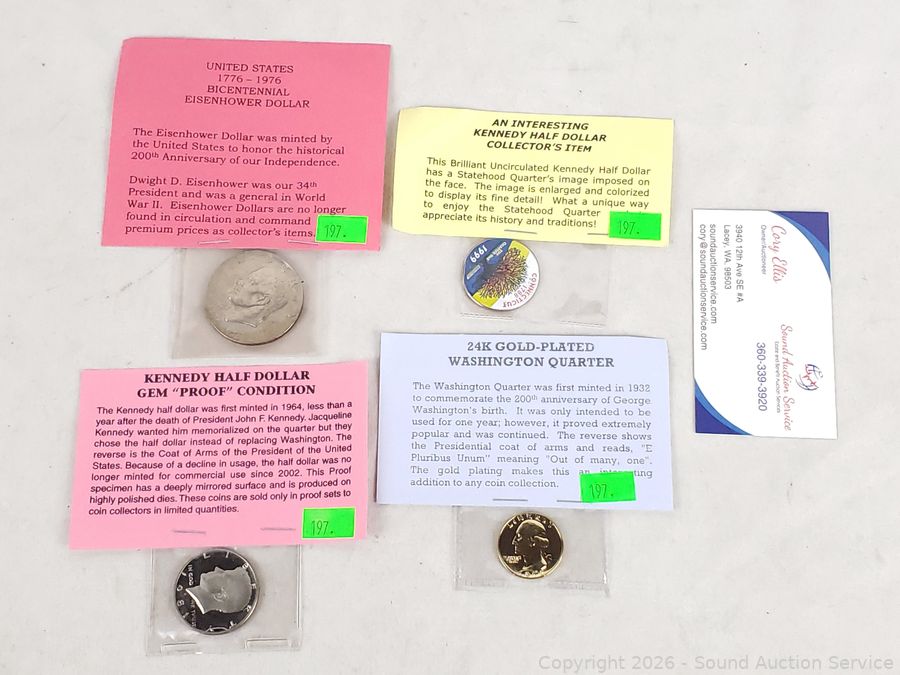 UNITED STATES
1776 – 1976
BICENTENNIAL
EISENHOWER DOLLAR
The Eisenhower Dollar was minted by
the United States to honor the historical
200th Anniversary of our Independence.
Dwight D. Eisenhower was our 34th
President and was a general in World
War II. Eisenhower Dollars are no longer
found in circulation and command
premium prices as collector's items.
197.
AN INTERESTING
KENNEDY HALF DOLLAR
COLLECTOR'S ITEM
This Brilliant Uncirculated Kennedy Half Dollar
has a Statehood Quarter's image imposed on
the face. The image is enlarged and colorized
to display its fine detail! What a unique way
to enjoy the Statehood Quarter
appreciate its history and traditions!
197.
1999
CONNECTICUT
1788
KENNEDY HALF DOLLAR
GEM "PROOF" CONDITION
The Kennedy half dollar was first minted in 1964, less than a
year after the death of President John F. Kennedy. Jacqueline
Kennedy wanted him memorialized on the quarter but they
chose the half dollar instead of replacing Washington. The
reverse is the Coat of Arms of the President of the United
States. Because of a decline in usage, the half dollar was no
longer minted for commercial use since 2002. This Proof
specimen has a deeply mirrored surface and is produced on
highly polished dies. These coins are sold only in proof sets to
coin collectors in limited quantities.
197.
LIBERTY
IN GOD
WE TRUST
24K GOLD-PLATED
WASHINGTON QUARTER
The Washington Quarter was first minted in 1932
to commemorate the 200th anniversary of George
Washington's birth. It was only intended to be
used for one year; however, it proved extremely
popular and was continued. The reverse shows
the Presidential coat of arms and reads, "E
Pluribus Unum" meaning "Out of many, one".
The gold plating makes this an interesting
addition to any coin collection.
197.
LIBERTY
Cory Ellis
Owner/Auctioneer
3940 12th Ave SE #A
Lacey, WA 98503
soundauctionservice.com
cory@soundauctionservice.com
Sound Auction Service
360-339-3920
Copyright 2026 - Sound Auction Service